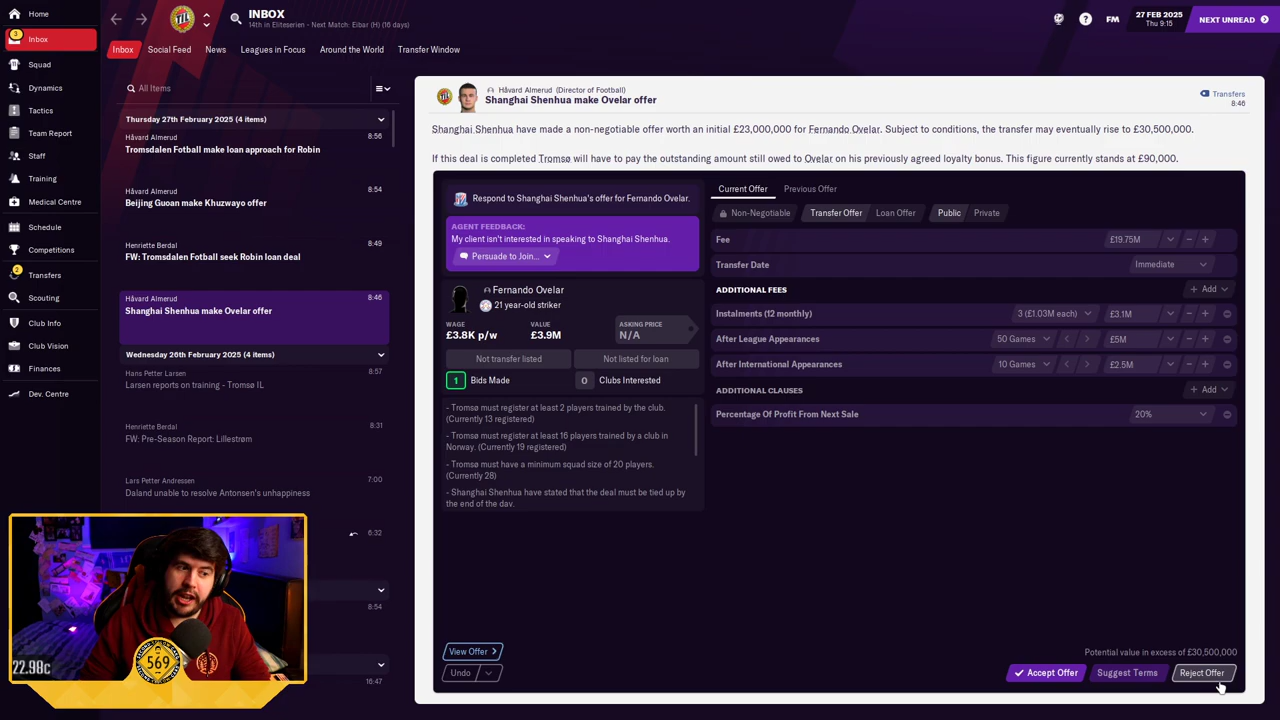 Home
INBOX
14th in Eliteserien - Next Match: Eibar (H) (16 days)
FM
27 FEB 2025
Thu 9:15
NEXT UNREAD
3
Inbox
Squad
Dynamics
Tactics
Team Report
Staff
Training
Medical Centre
Schedule
Competitions
2
Transfers
Scouting
Club Info
Club Vision
Finances
Dev. Centre
Inbox
Social Feed
News
Leagues in Focus
Around the World
Transfer Window
All Items
Thursday 27th February 2025 (4 items)
Håvard Almerud 8:56
Tromsdalen Fotball make loan approach for Robin
Håvard Almerud 8:54
Beijing Guoan make Khuzwayo offer
Henriette Berdal 8:49
FW: Tromsdalen Fotball seek Robin loan deal
Håvard Almerud 8:46
Shanghai Shenhua make Ovelar offer
Wednesday 26th February 2025 (4 items)
Hans Petter Larsen 8:57
Larsen reports on training - Tromsø IL
Henriette Berdal 8:31
FW: Pre-Season Report: Lillestrøm
Lars Petter Andressen 7:00
Daland unable to resolve Antonsen's unhappiness
6:32
8:54
16:47
Håvard Almerud (Director of Football)
Shanghai Shenhua make Ovelar offer
Transfers
8:46
Shanghai Shenhua have made a non-negotiable offer worth an initial £23,000,000 for Fernando Ovelar. Subject to conditions, the transfer may eventually rise to £30,500,000.
If this deal is completed Tromsø will have to pay the outstanding amount still owed to Ovelar on his previously agreed loyalty bonus. This figure currently stands at £90,000.
Respond to Shanghai Shenhua's offer for Fernando Ovelar.
AGENT FEEDBACK:
My client isn't interested in speaking to Shanghai Shenhua.
Persuade to Join...
Fernando Ovelar
21 year-old striker
WAGE
£3.8K p/w
VALUE
£3.9M
ASKING PRICE
N/A
Not transfer listed
Not listed for loan
1 Bids Made
0 Clubs Interested
- Tromsø must register at least 2 players trained by the club.
(Currently 13 registered)
- Tromsø must register at least 16 players trained by a club in
Norway. (Currently 19 registered)
- Tromsø must have a minimum squad size of 20 players.
(Currently 28)
- Shanghai Shenhua have stated that the deal must be tied up by
the end of the day.
Current Offer
Previous Offer
Non-Negotiable
Transfer Offer
Loan Offer
Public
Private
Fee £19.75M
Transfer Date Immediate
ADDITIONAL FEES + Add
Instalments (12 monthly) 3 (£1.03M each) £3.1M
After League Appearances 50 Games £5M
After International Appearances 10 Games £2.5M
ADDITIONAL CLAUSES + Add
Percentage Of Profit From Next Sale 20%
View Offer
Undo
Potential value in excess of £30,500,000
Accept Offer
Suggest Terms
Reject Offer
22.98c
569